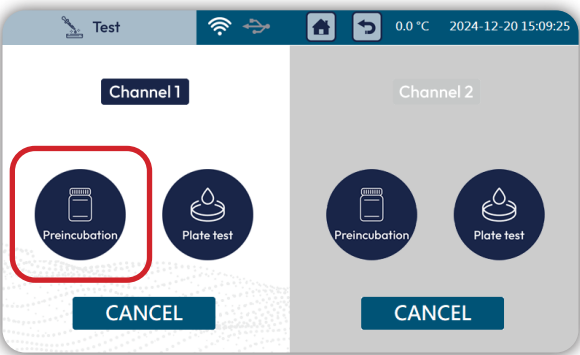 Test 0.0 °C 2024-12-20 15:09:25
Channel 1
Channel 2
Preincubation
Plate test
Preincubation
Plate test
CANCEL
CANCEL